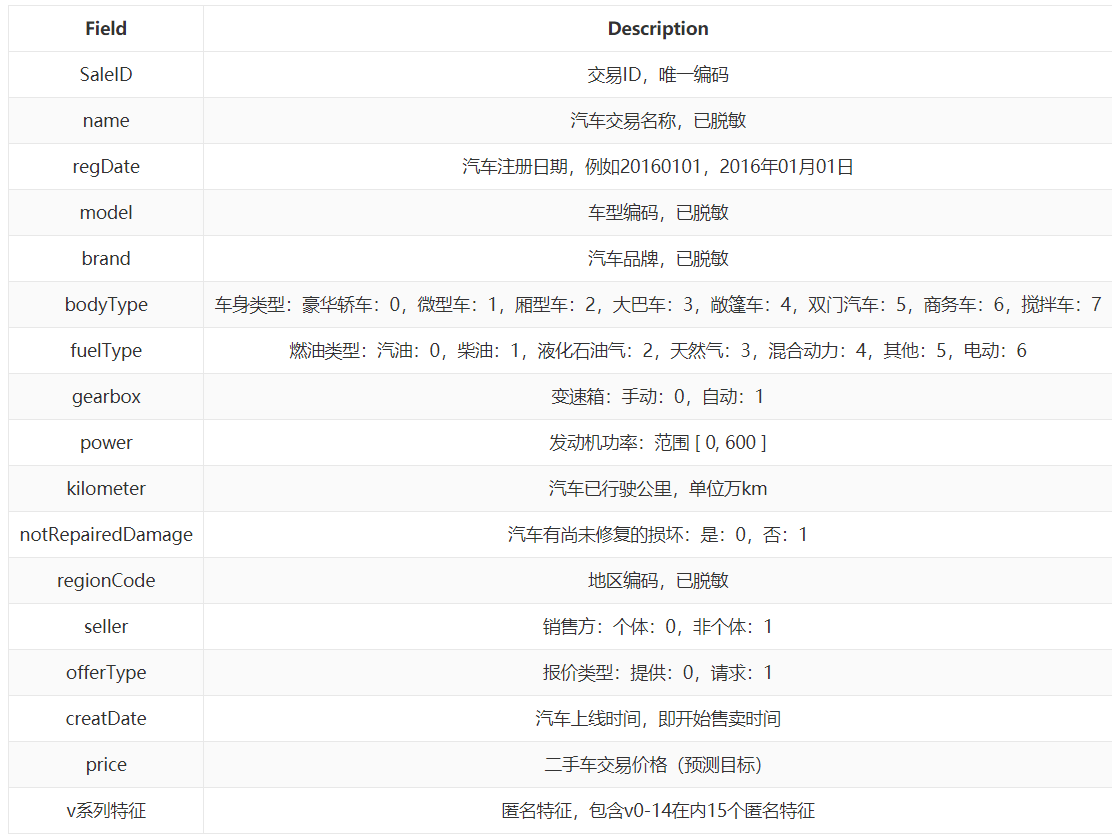 Field Description
SaleID 交易ID，唯一编码
name 汽车交易名称，已脱敏
regDate 汽车注册日期，例如20160101，2016年01月01日
model 车型编码，已脱敏
brand 汽车品牌，已脱敏
bodyType 车身类型：豪华轿车：0，微型车：1，厢型车：2，大巴车：3，敞篷车：4，双门汽车：5，商务车：6，搅拌车：7
fuelType 燃油类型：汽油：0，柴油：1，液化石油气：2，天然气：3，混合动力：4，其他：5，电动：6
gearbox 变速箱：手动：0，自动：1
power 发动机功率：范围 [ 0, 600 ]
kilometer 汽车已行驶公里，单位万km
notRepairedDamage 汽车有尚未修复的损坏：是：0，否：1
regionCode 地区编码，已脱敏
seller 销售方：个体：0，非个体：1
offerType 报价类型：提供：0，请求：1
creatDate 汽车上线时间，即开始售卖时间
price 二手车交易价格（预测目标）
v系列特征 匿名特征，包含v0-14在内15个匿名特征